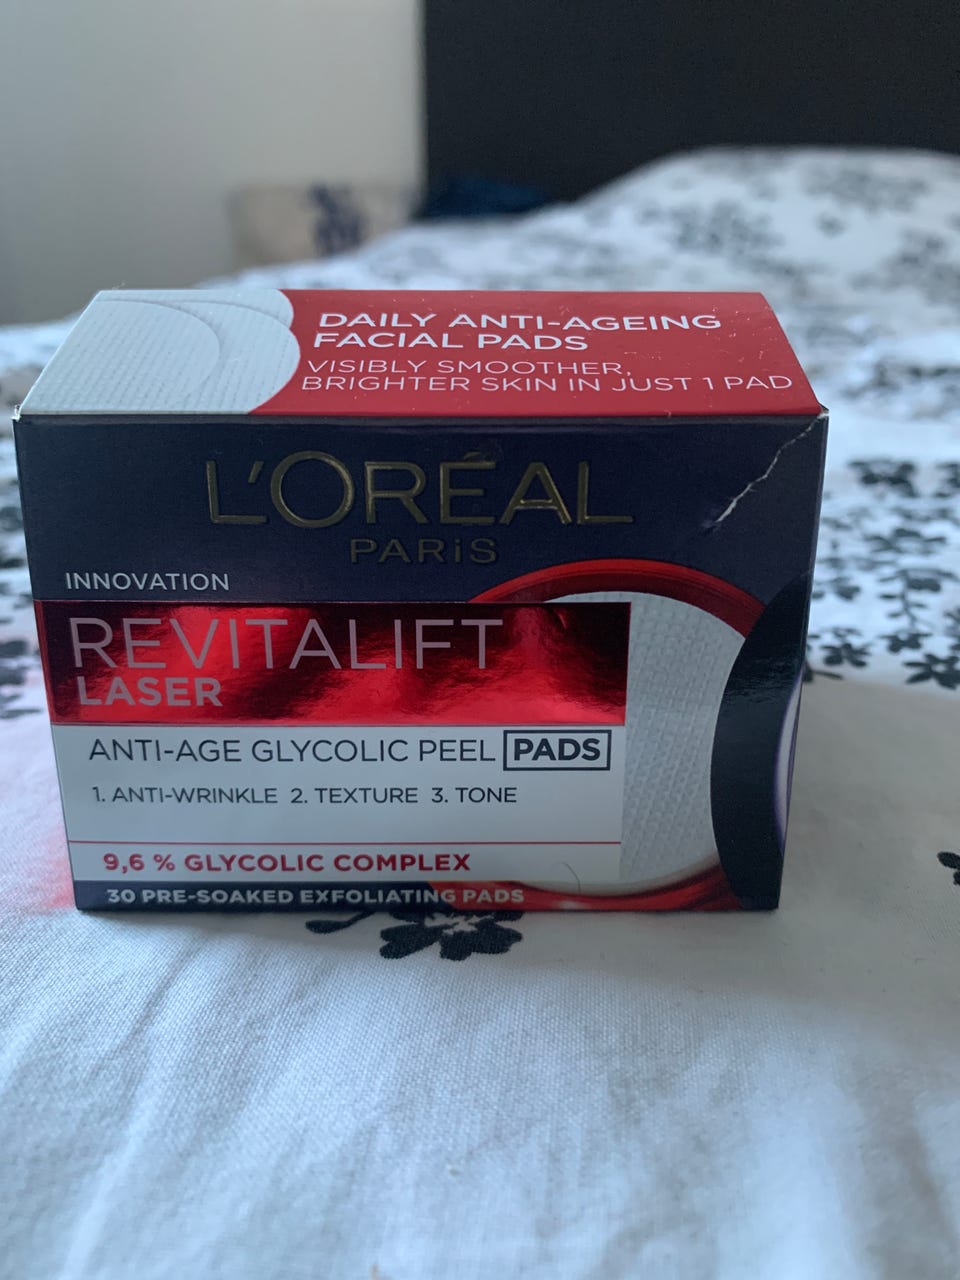 DAILY ANTI-AGEING
FACIAL PADS
VISIBLY SMOOTHER,
BRIGHTER SKIN IN JUST 1 PAD
L'ORÉAL
PARiS
INNOVATION
REVITALIFT
LASER
ANTI-AGE GLYCOLIC PEEL PADS
1. ANTI-WRINKLE 2. TEXTURE 3. TONE
9,6 % GLYCOLIC COMPLEX
30 PRE-SOAKED EXFOLIATING PADS